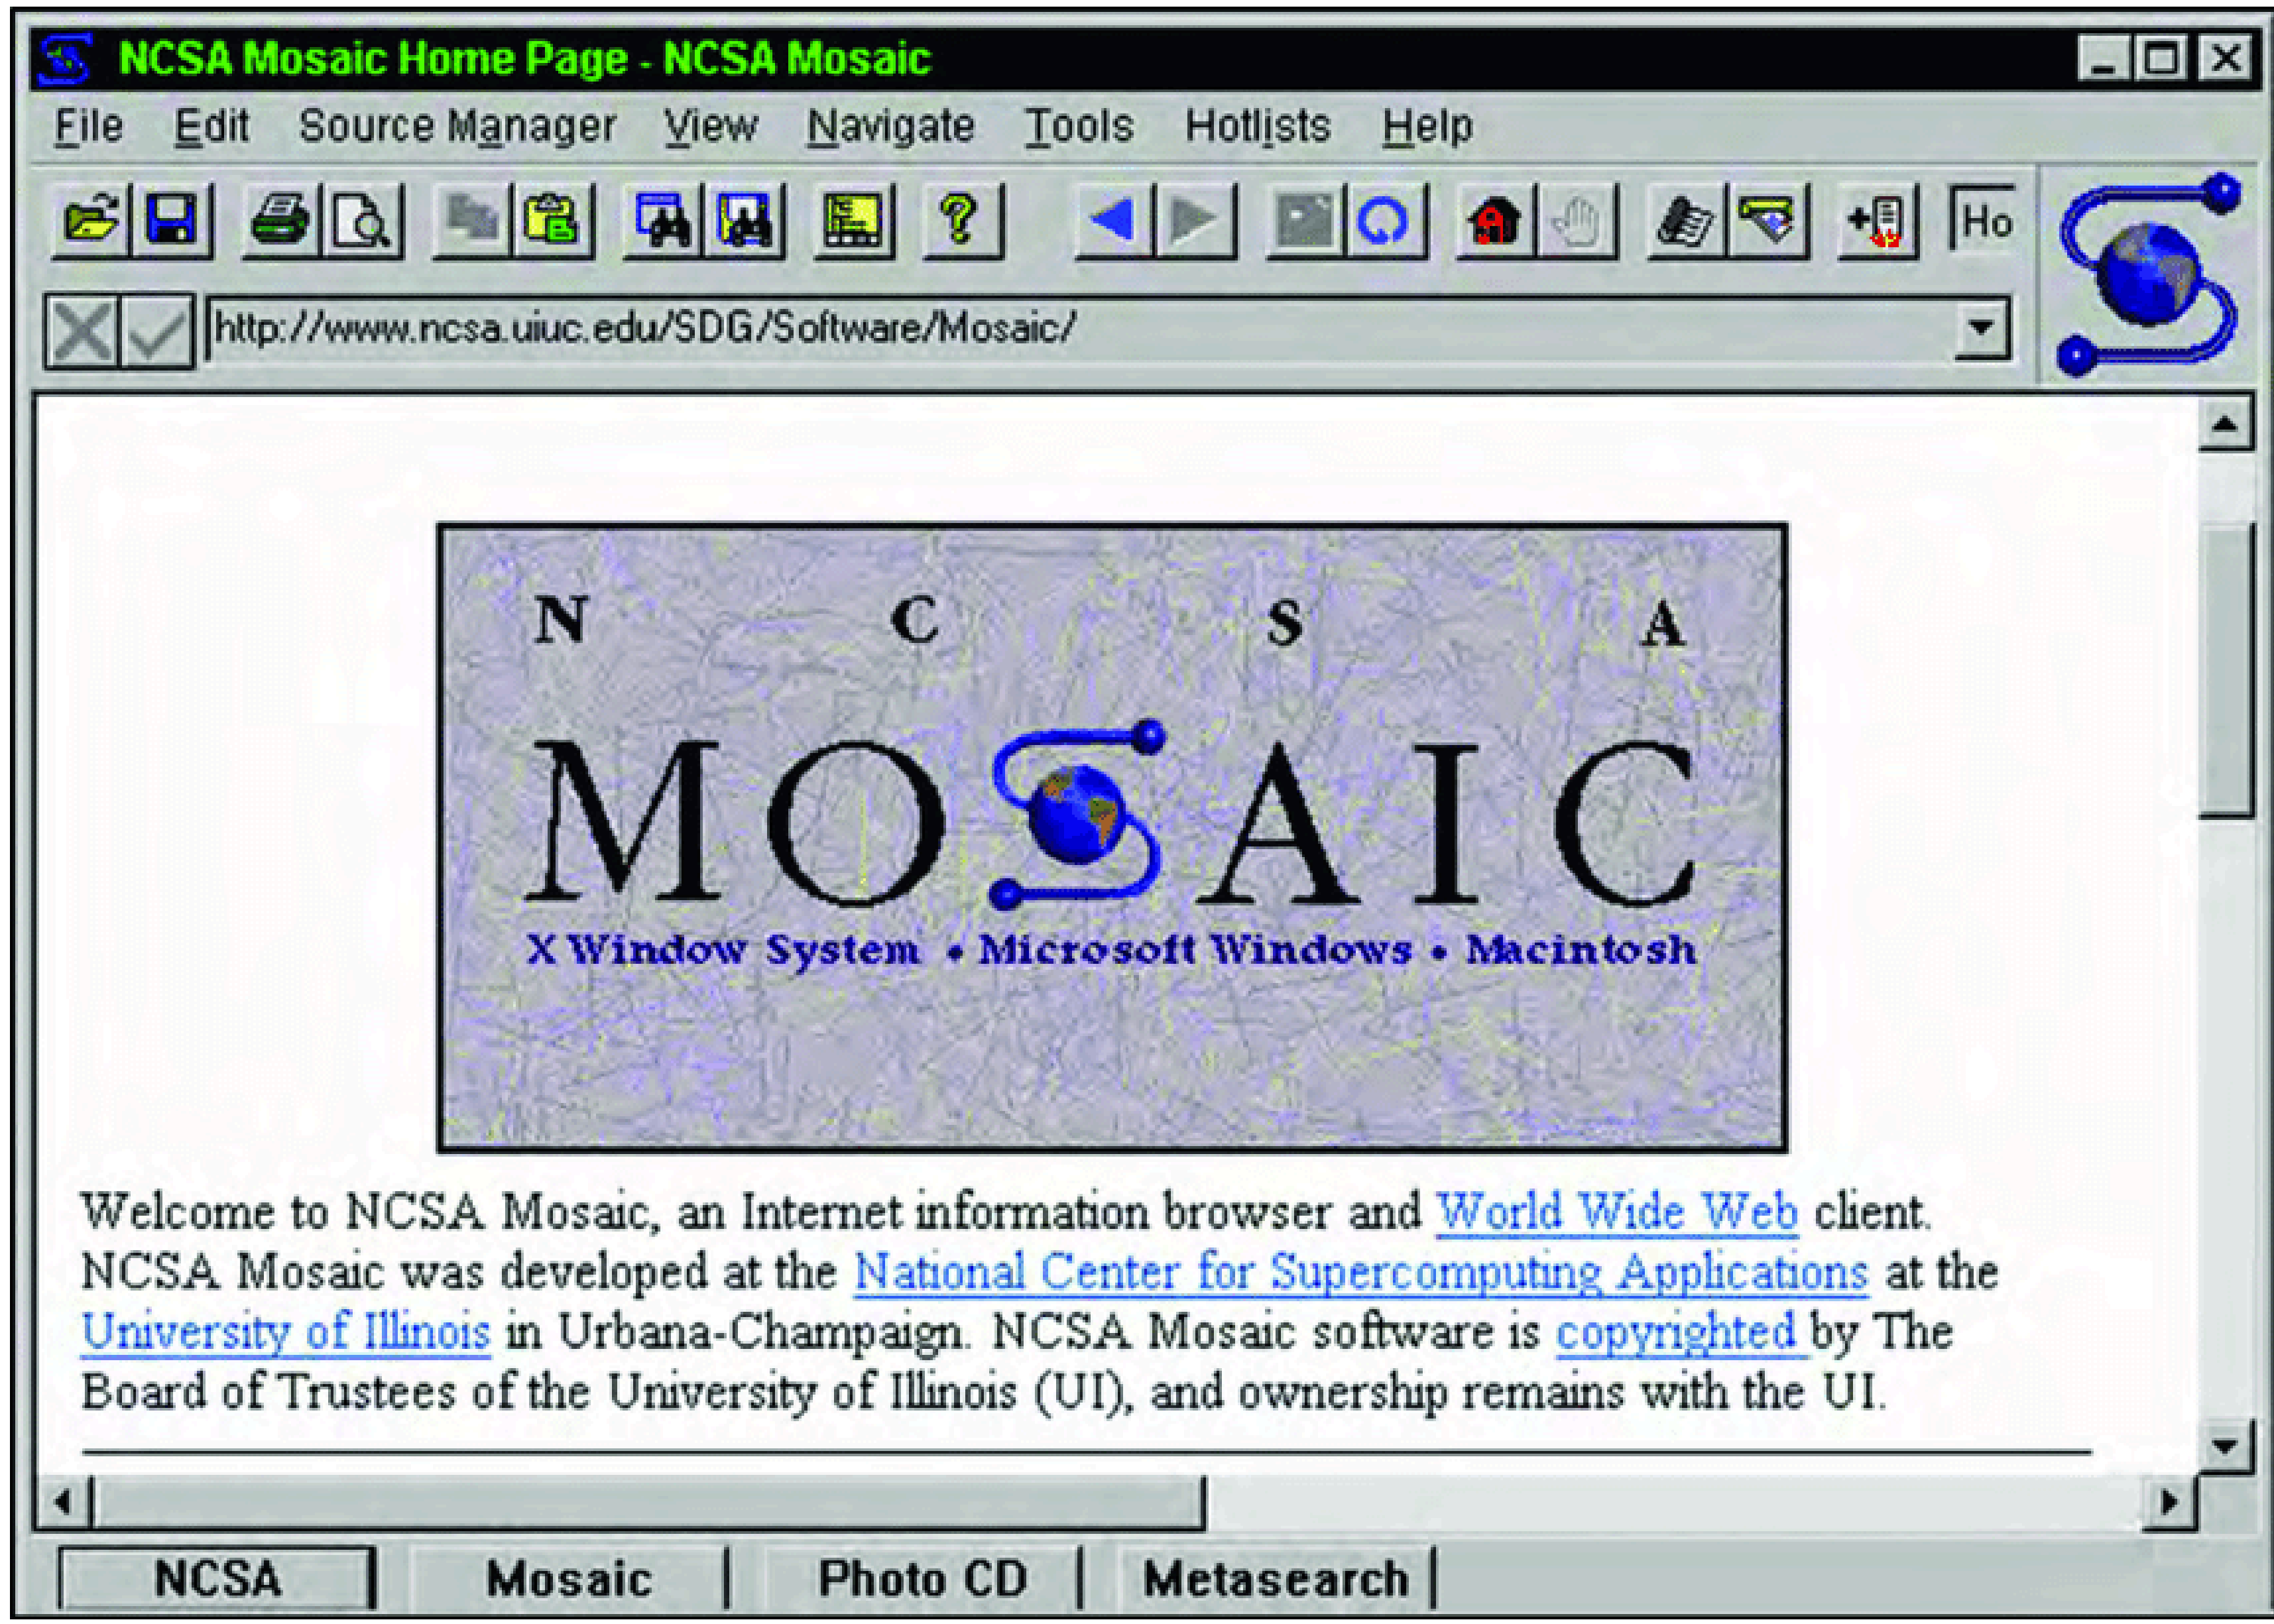 NCSA Mosaic Home Page - NCSA Mosaic
File Edit Source Manager View Navigate Tools Hotlists Help
Ho
http://www.ncsa.uiuc.edu/SDG/Software/Mosaic/
N C S A
MOSAIC
X Window System • Microsoft Windows • Macintosh
Welcome to NCSA Mosaic, an Internet information browser and World Wide Web client.
NCSA Mosaic was developed at the National Center for Supercomputing Applications at the
University of Illinois in Urbana-Champaign. NCSA Mosaic software is copyrighted by The
Board of Trustees of the University of Illinois (UI), and ownership remains with the UI.
NCSA Mosaic Photo CD Metasearch